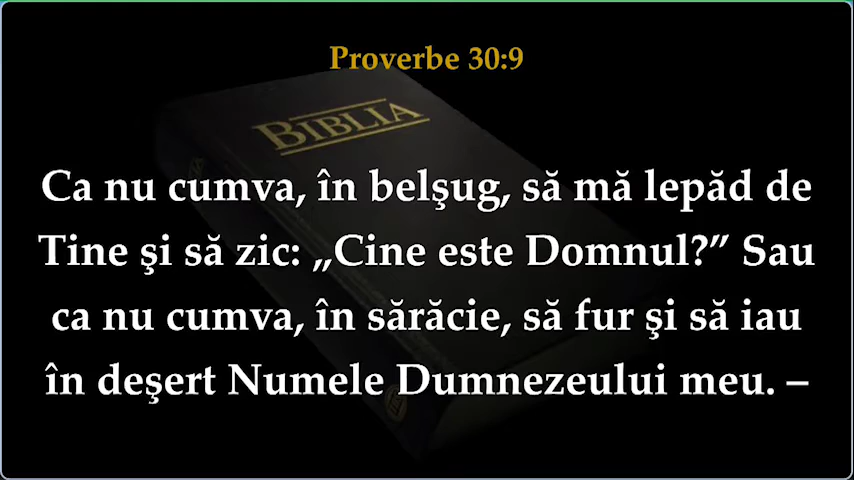 Proverbe 30:9
BIBLIA
Ca nu cumva, în belşug, să mă lepăd de
Tine şi să zic: „Cine este Domnul?” Sau
ca nu cumva, în sărăcie, să fur şi să iau
în deşert Numele Dumnezeului meu. –